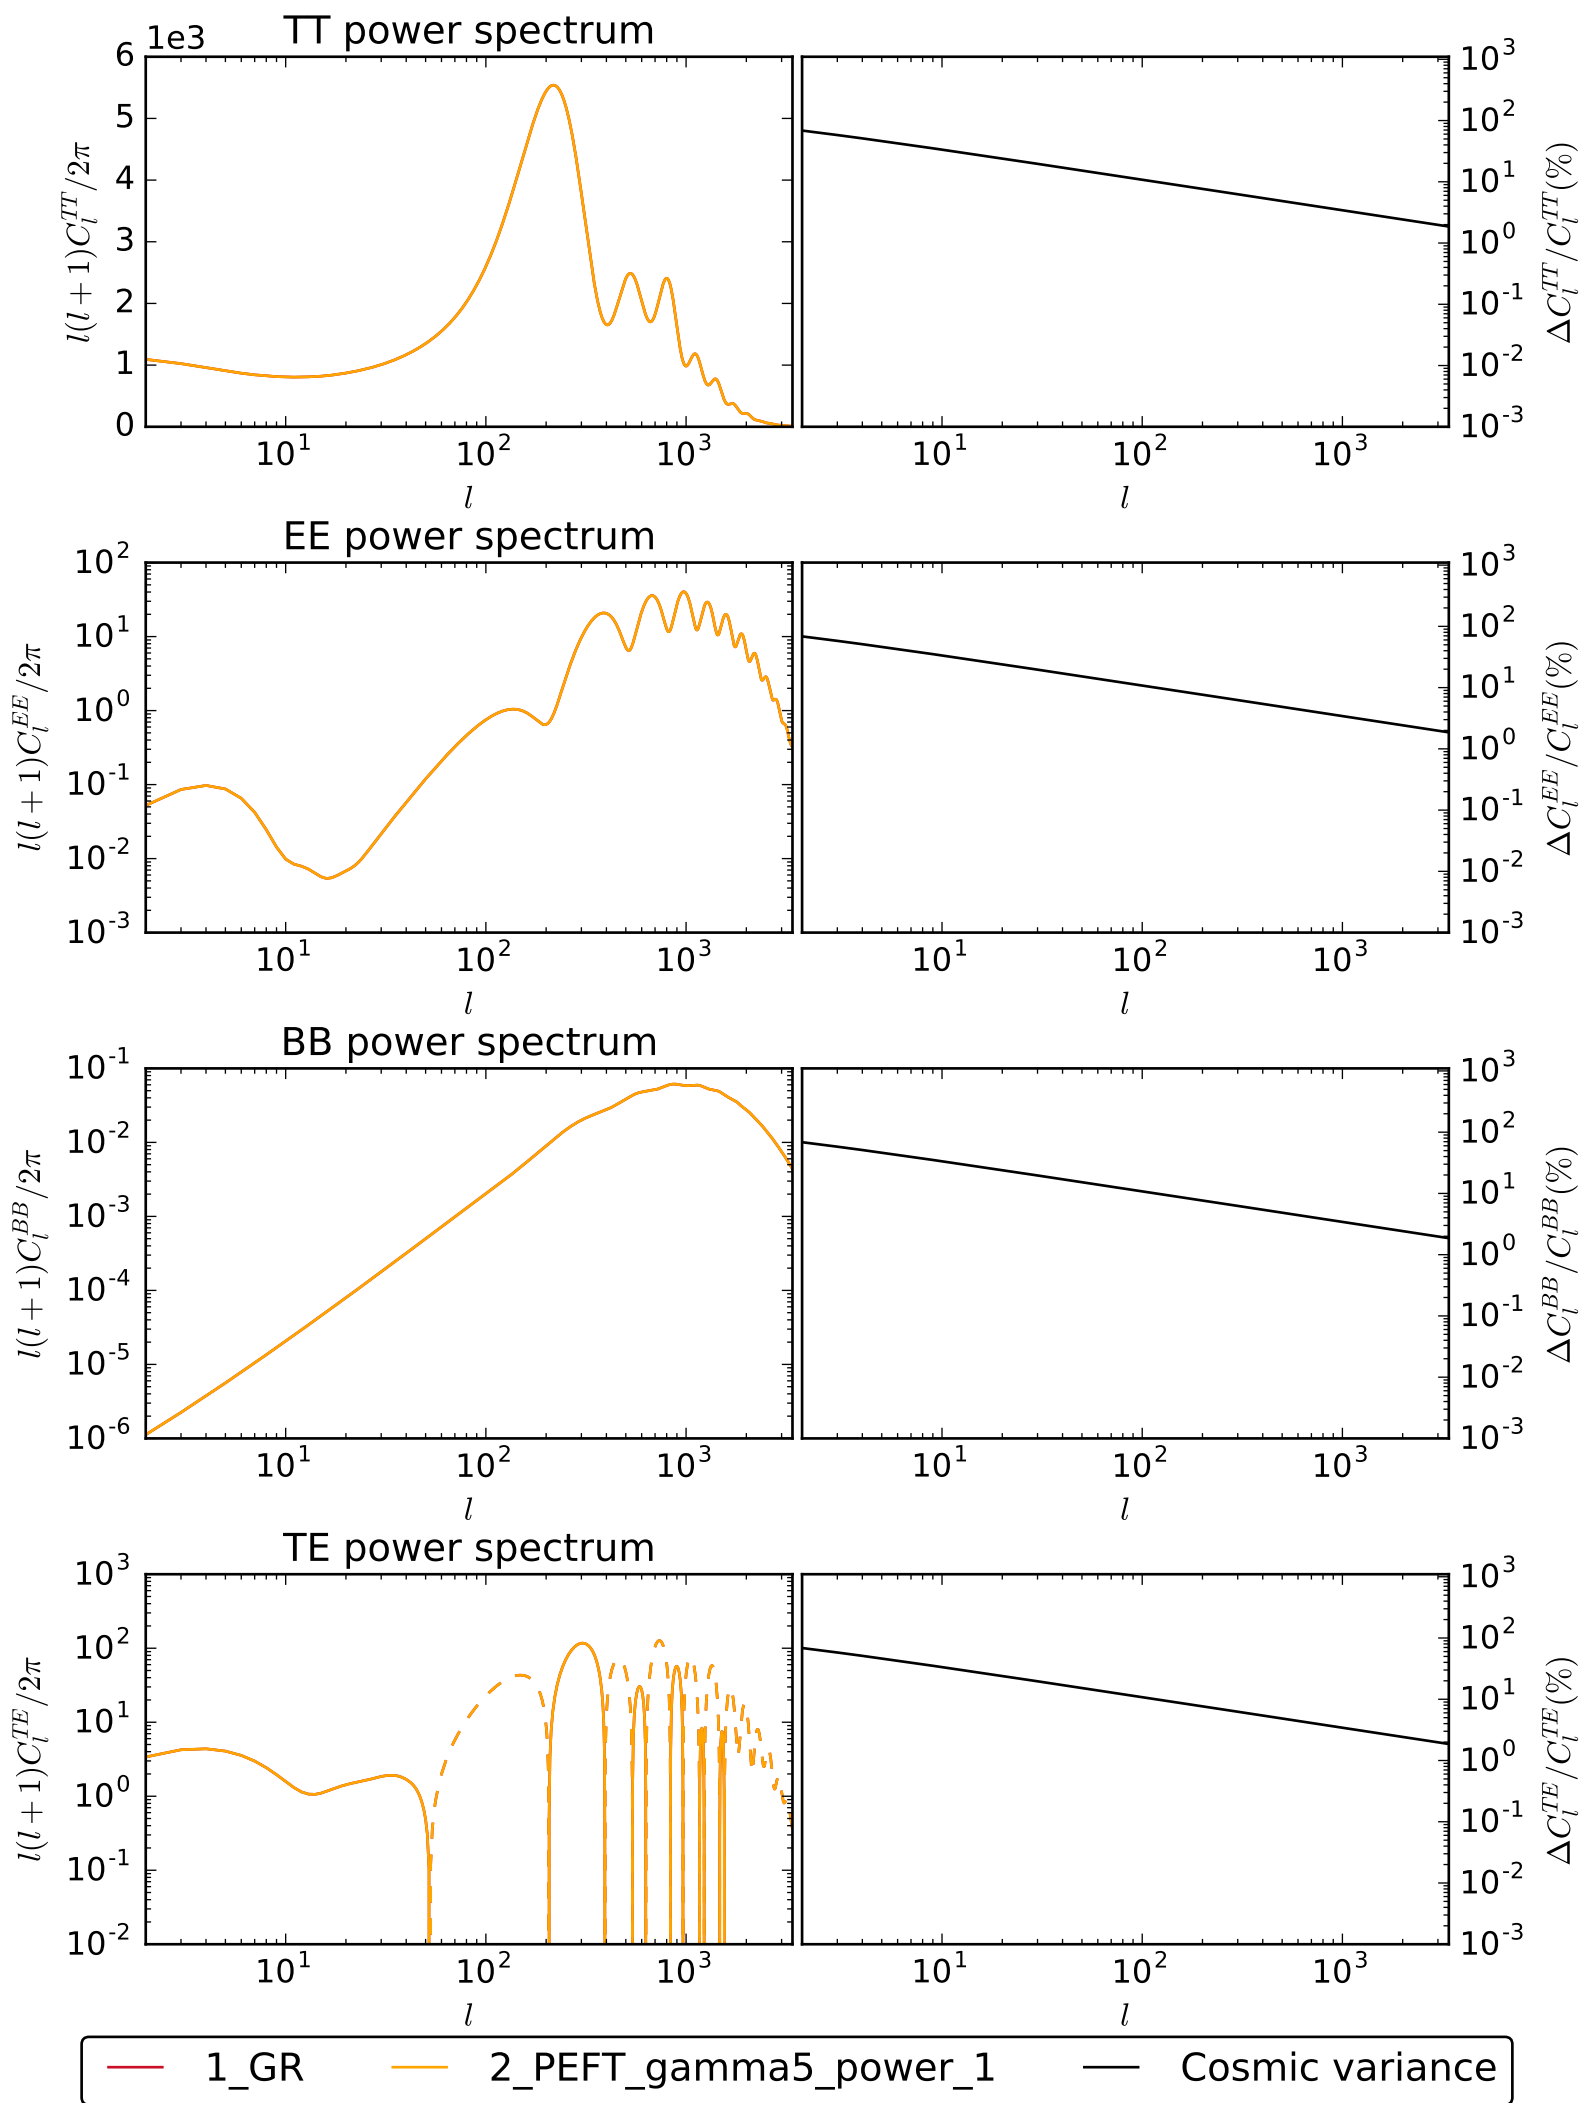 TT power spectrum
1e3
6
5
4
3
2
1
0
l(l+1)C_l^{TT}/2π
10^1 10^2 10^3
l
10^3
10^2
10^1
10^0
10^-1
10^-2
10^-3
ΔC_l^{TT}/C_l^{TT}(%)
10^1 10^2 10^3
l
EE power spectrum
10^2
10^1
10^0
10^-1
10^-2
10^-3
l(l+1)C_l^{EE}/2π
10^1 10^2 10^3
l
10^3
10^2
10^1
10^0
10^-1
10^-2
10^-3
ΔC_l^{EE}/C_l^{EE}(%)
10^1 10^2 10^3
l
BB power spectrum
10^-1
10^-2
10^-3
10^-4
10^-5
10^-6
l(l+1)C_l^{BB}/2π
10^1 10^2 10^3
l
10^3
10^2
10^1
10^0
10^-1
10^-2
10^-3
ΔC_l^{BB}/C_l^{BB}(%)
10^1 10^2 10^3
l
TE power spectrum
10^3
10^2
10^1
10^0
10^-1
10^-2
l(l+1)C_l^{TE}/2π
10^1 10^2 10^3
l
10^3
10^2
10^1
10^0
10^-1
10^-2
10^-3
ΔC_l^{TE}/C_l^{TE}(%)
10^1 10^2 10^3
l
1_GR 2_PEFT_gamma5_power_1 Cosmic variance